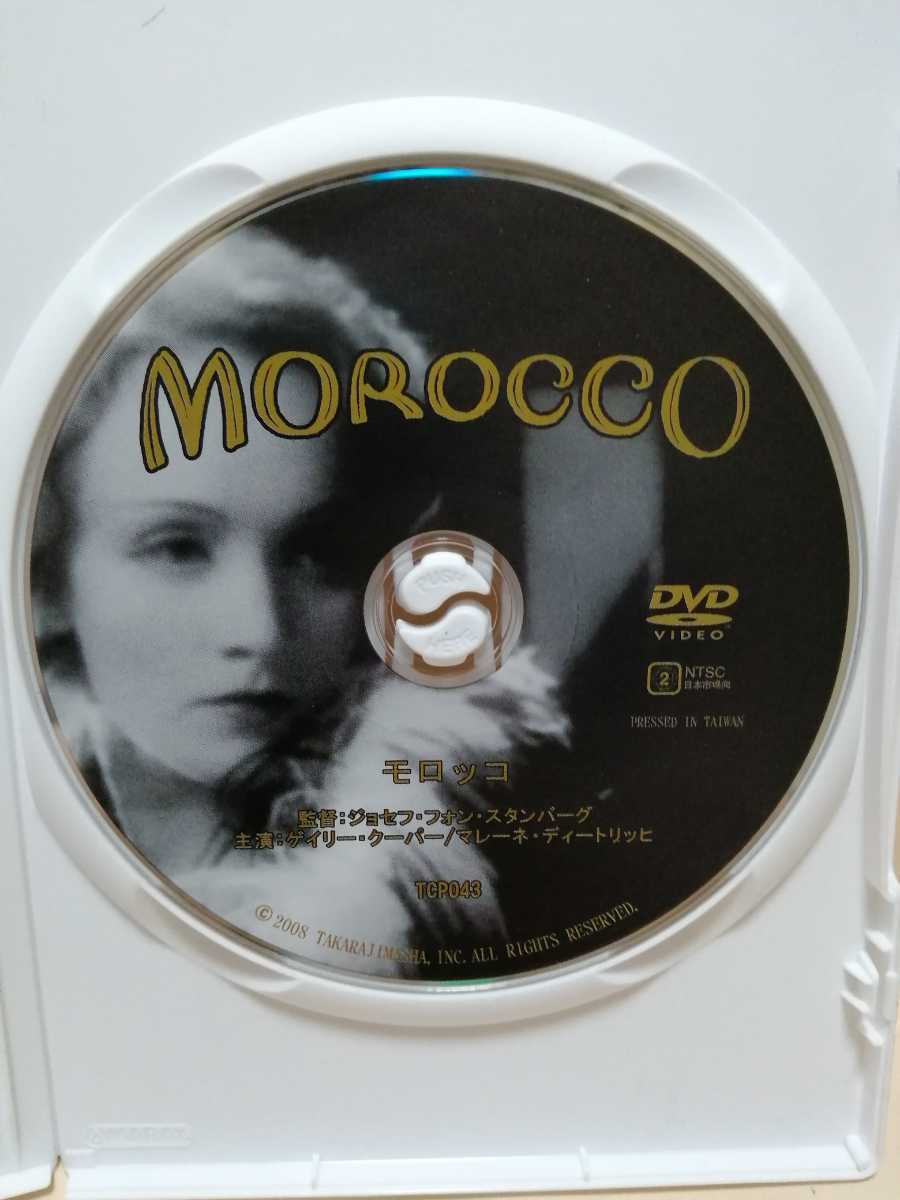 MOROCCO
PUSH
HERE
DVD
VIDEO
2 NTSC
日本市場向
PRESSED IN TAIWAN
モロッコ
監督:ジョセフ・フォン・スタンバーグ
主演:ゲイリー・クーパー/マレーネ・ディートリッヒ
TCP043
©2008 TAKARAJIMASHA, INC. ALL RIGHTS RESERVED.